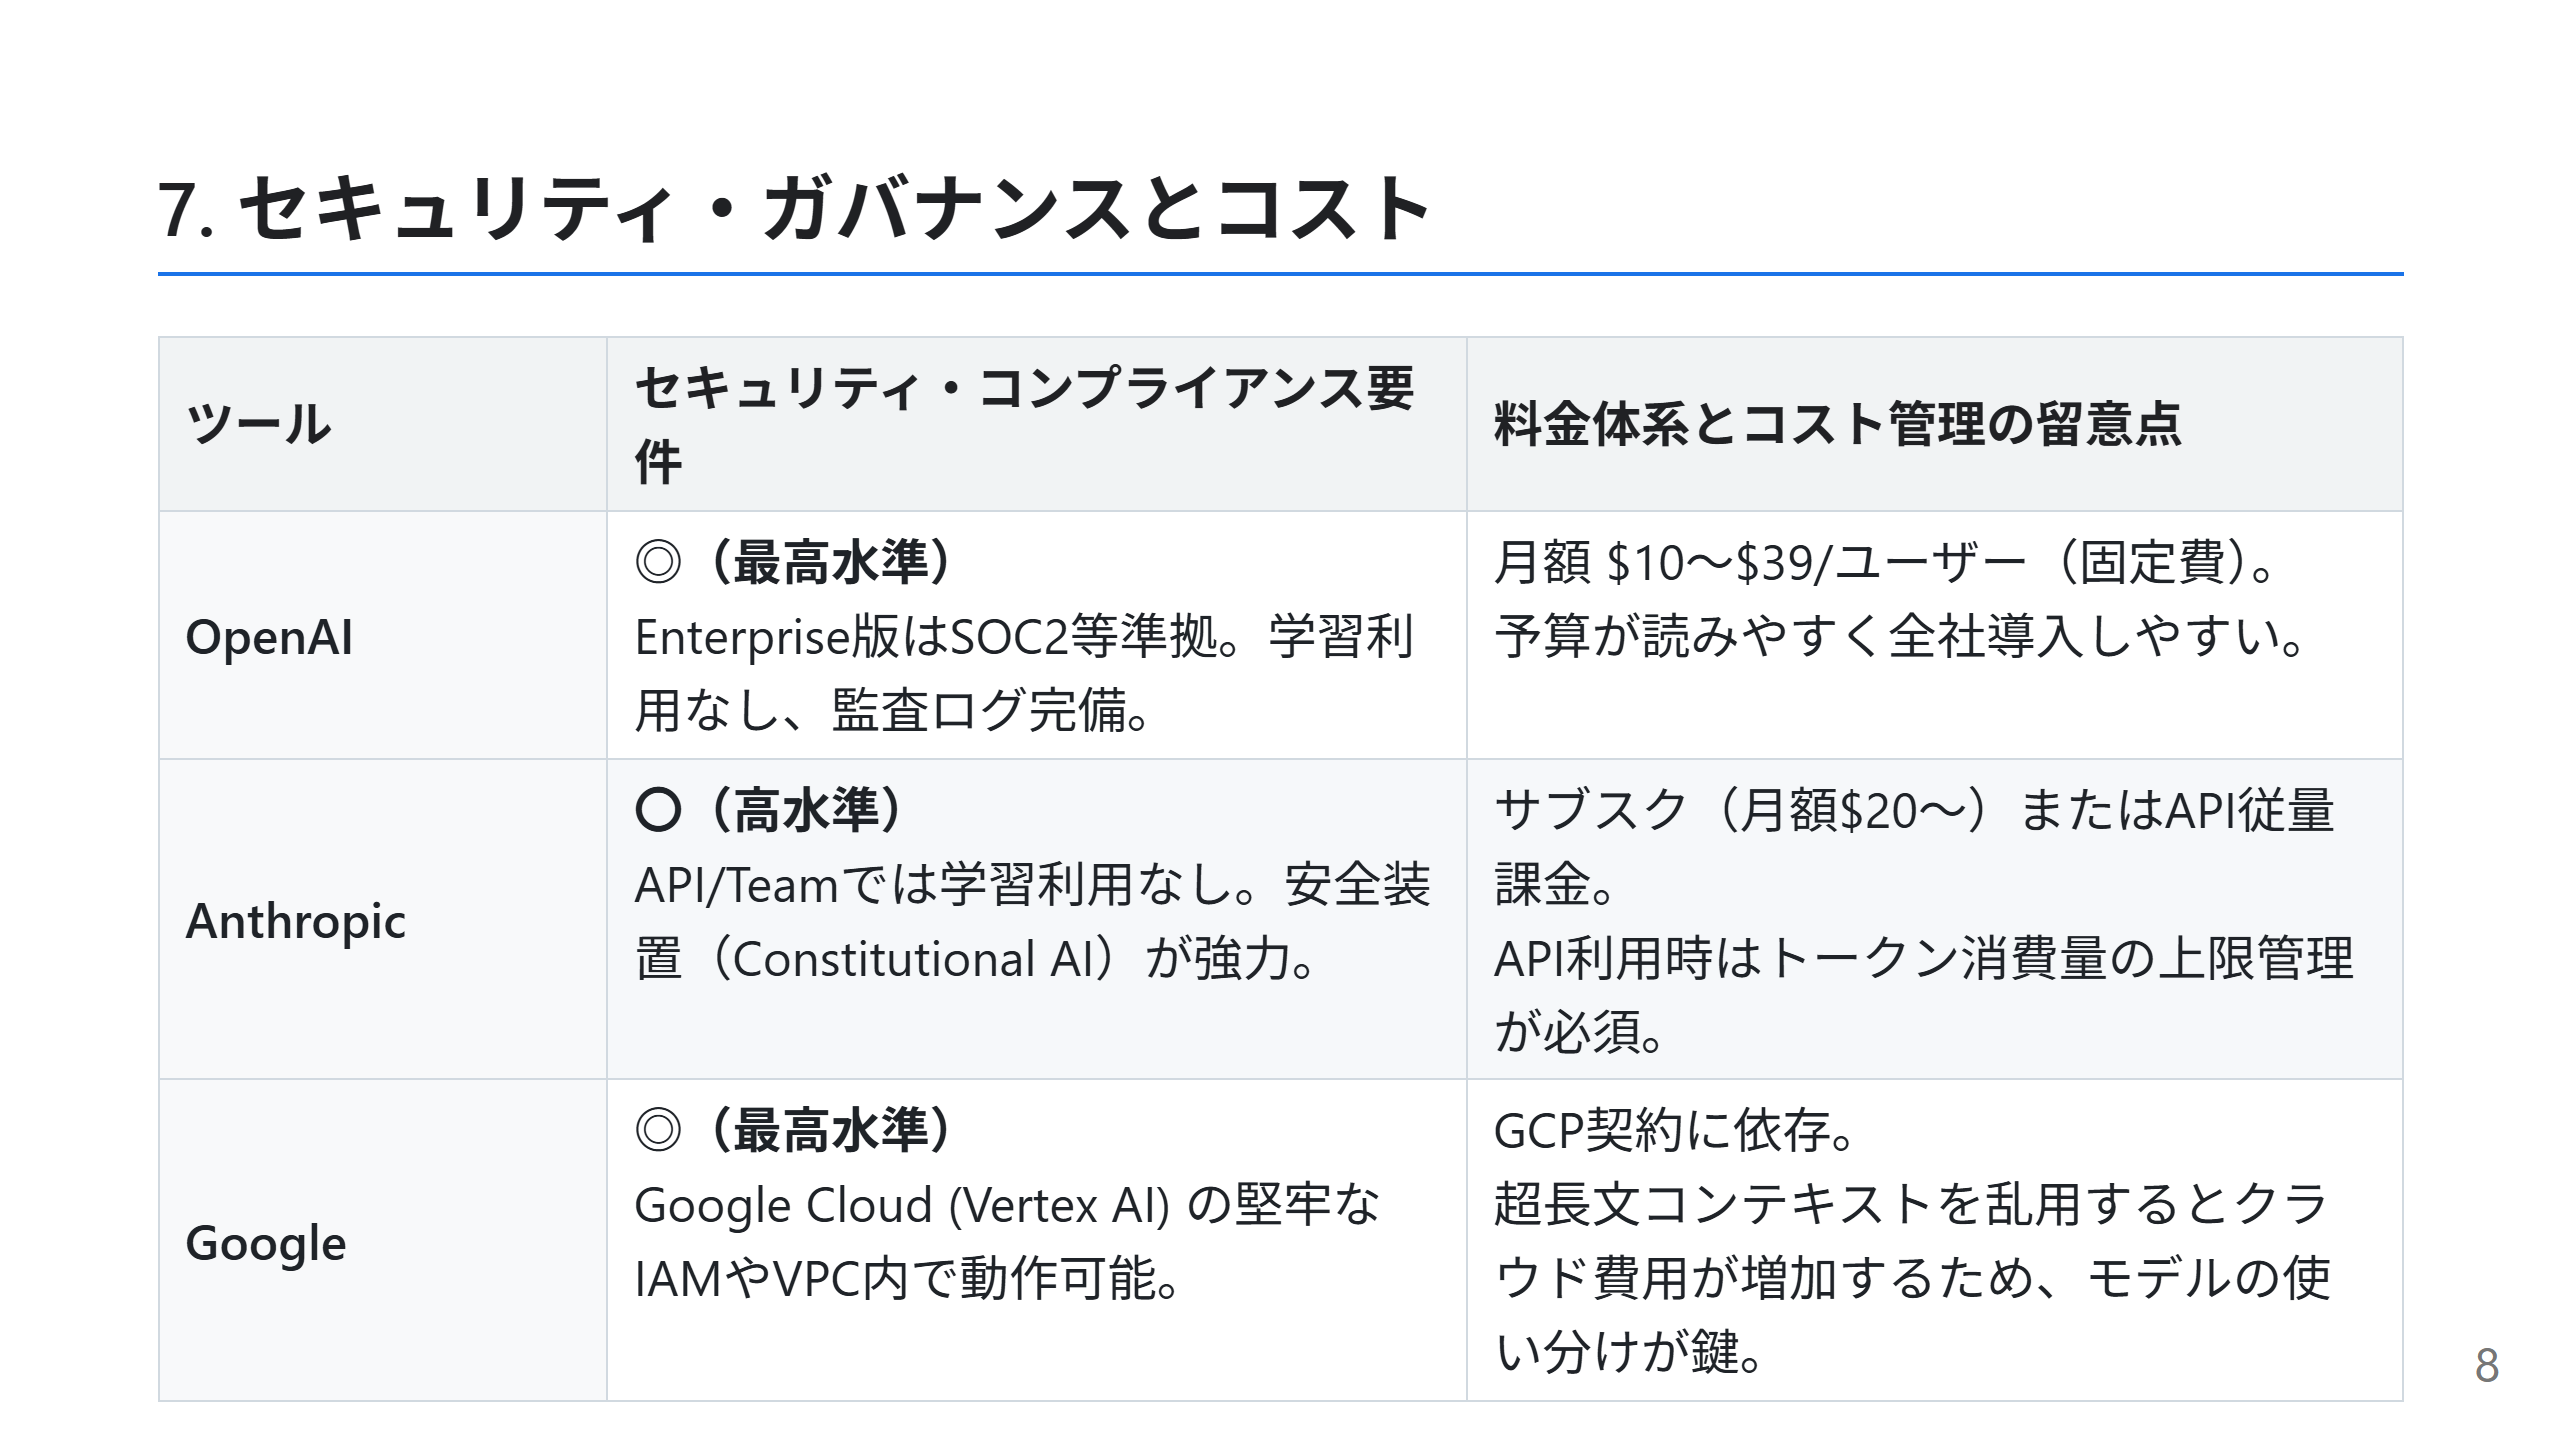 7. セキュリティ・ガバナンスとコスト
ツール
セキュリティ・コンプライアンス要
件
料金体系とコスト管理の留意点
OpenAI
◎（最高水準）
Enterprise版はSOC2等準拠。学習利
用なし、監査ログ完備。
月額 $10〜$39/ユーザー（固定費）。
予算が読みやすく全社導入しやすい。
Anthropic
〇（高水準）
API/Teamでは学習利用なし。安全装
置（Constitutional AI）が強力。
サブスク（月額$20〜）またはAPI従量
課金。
API利用時はトークン消費量の上限管理
が必須。
Google
◎（最高水準）
Google Cloud (Vertex AI) の堅牢な
IAMやVPC内で動作可能。
GCP契約に依存。
超長文コンテキストを乱用するとクラ
ウド費用が増加するため、モデルの使
い分けが鍵。
8